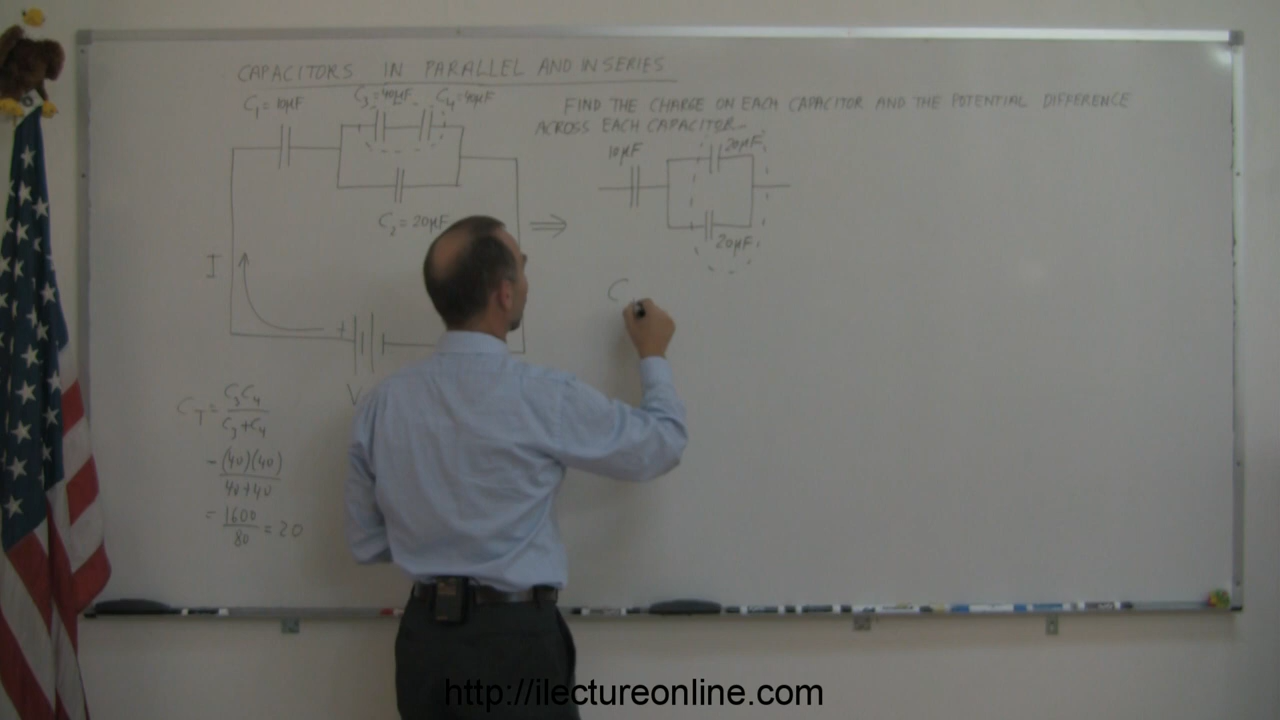 CAPACITORS IN PARALLEL AND IN SERIES
C₁=10μF
C₃=40μF
C₄=40μF
C₂=20μF
I
+
V
FIND THE CHARGE ON EACH CAPACITOR AND THE POTENTIAL DIFFERENCE
ACROSS EACH CAPACITOR
10μF
20μF
20μF
⇒
C
C_T = C₃C₄ / C₃+C₄
= (40)(40) / 40+40
= 1600 / 80 = 20
http://ilectureonline.com